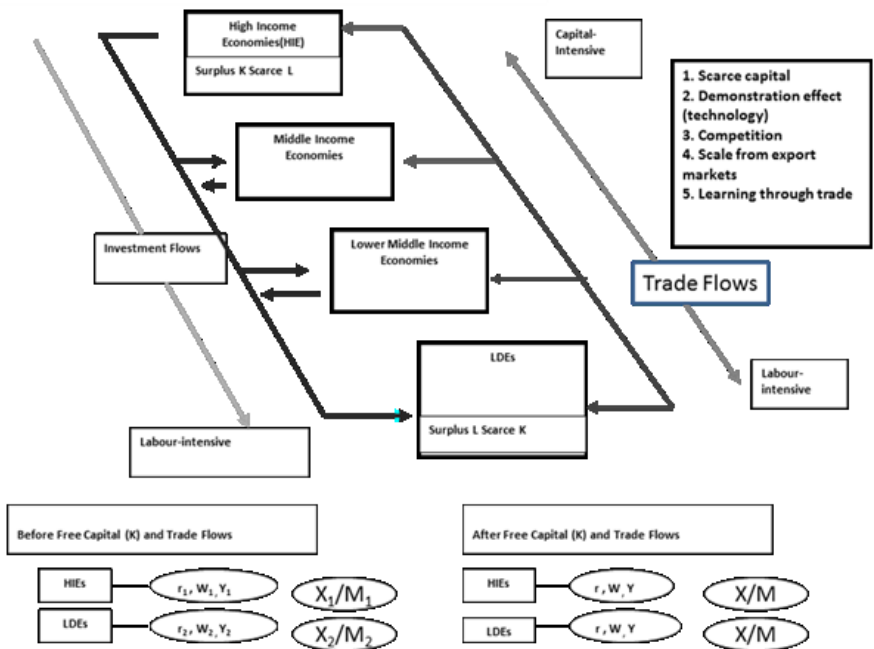 High Income
Economies(HIE)
Surplus K Scarce L
Capital-
Intensive
1. Scarce capital
2. Demonstration effect
(technology)
3. Competition
4. Scale from export
markets
5. Learning through trade
Middle Income
Economies
Investment Flows
Lower Middle Income
Economies
Trade Flows
LDEs
Surplus L Scarce K
Labour-
intensive
Labour-intensive
Before Free Capital (K) and Trade Flows
After Free Capital (K) and Trade Flows
HIEs
r₁, W₁, Y₁
X₁/M₁
HIEs
r, W, Y
X/M
LDEs
r₂, W₂, Y₂
X₂/M₂
LDEs
r, W, Y
X/M